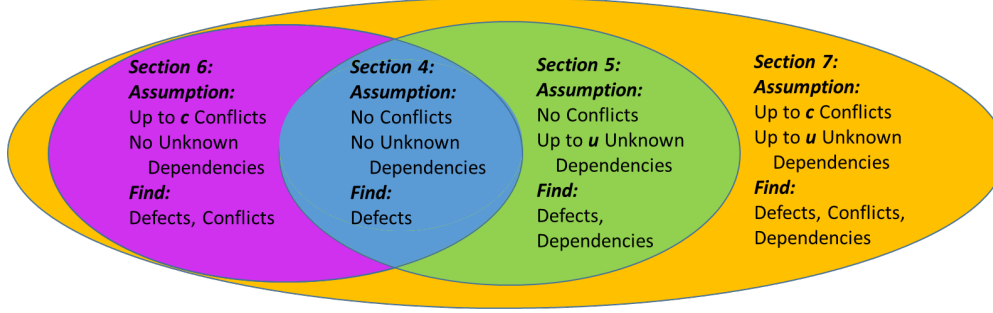 Section 6:
Assumption:
Up to c Conflicts
No Unknown
Dependencies
Find:
Defects, Conflicts
Section 4:
Assumption:
No Conflicts
No Unknown
Dependencies
Find:
Defects
Section 5:
Assumption:
No Conflicts
Up to u Unknown
Dependencies
Find:
Defects,
Dependencies
Section 7:
Assumption:
Up to c Conflicts
Up to u Unknown
Dependencies
Find:
Defects, Conflicts,
Dependencies